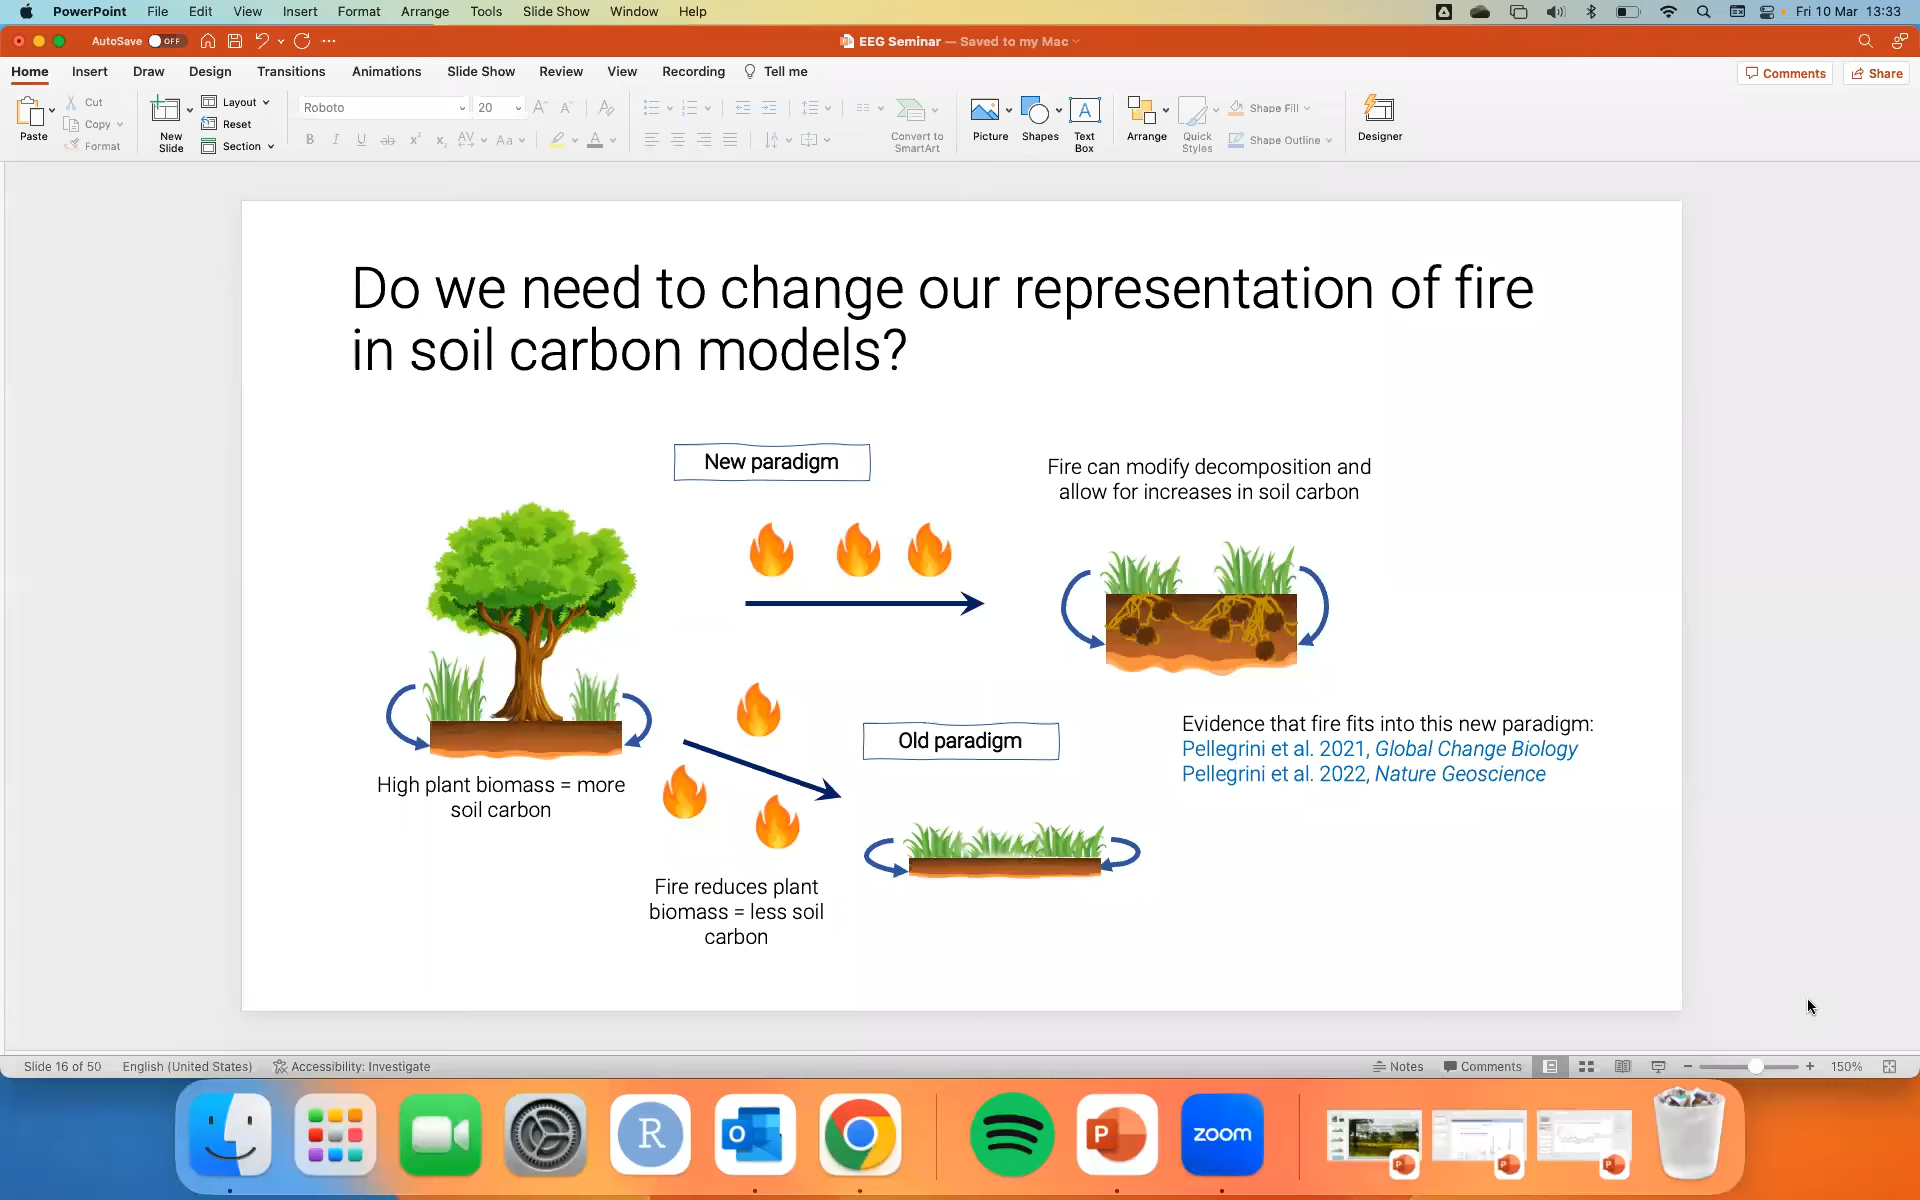 PowerPoint File Edit View Insert Format Arrange Tools Slide Show Window Help Fri 10 Mar 13:33
AutoSave OFF EEG Seminar — Saved to my Mac
Home Insert Draw Design Transitions Animations Slide Show Review View Recording Tell me Comments Share
Paste Cut Copy Format
New Slide Layout Reset Section
Roboto 20
Convert to SmartArt
Picture Shapes Text Box
Arrange Quick Styles Shape Fill Shape Outline
Designer
Do we need to change our representation of fire
in soil carbon models?
New paradigm
Fire can modify decomposition and
allow for increases in soil carbon
High plant biomass = more
soil carbon
Old paradigm
Evidence that fire fits into this new paradigm:
Pellegrini et al. 2021, Global Change Biology
Pellegrini et al. 2022, Nature Geoscience
Fire reduces plant
biomass = less soil
carbon
Slide 16 of 50 English (United States) Accessibility: Investigate Notes Comments 150%
zoom